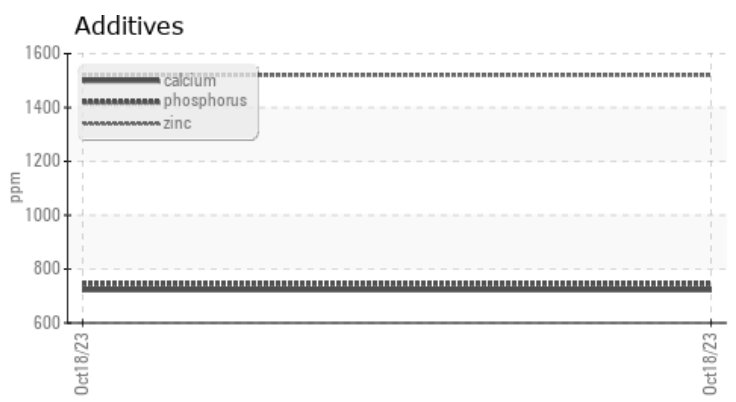 Additives
1600
1400
1200
1000
800
600
ppm
calcium
phosphorus
zinc
Oct18/23
Oct18/23